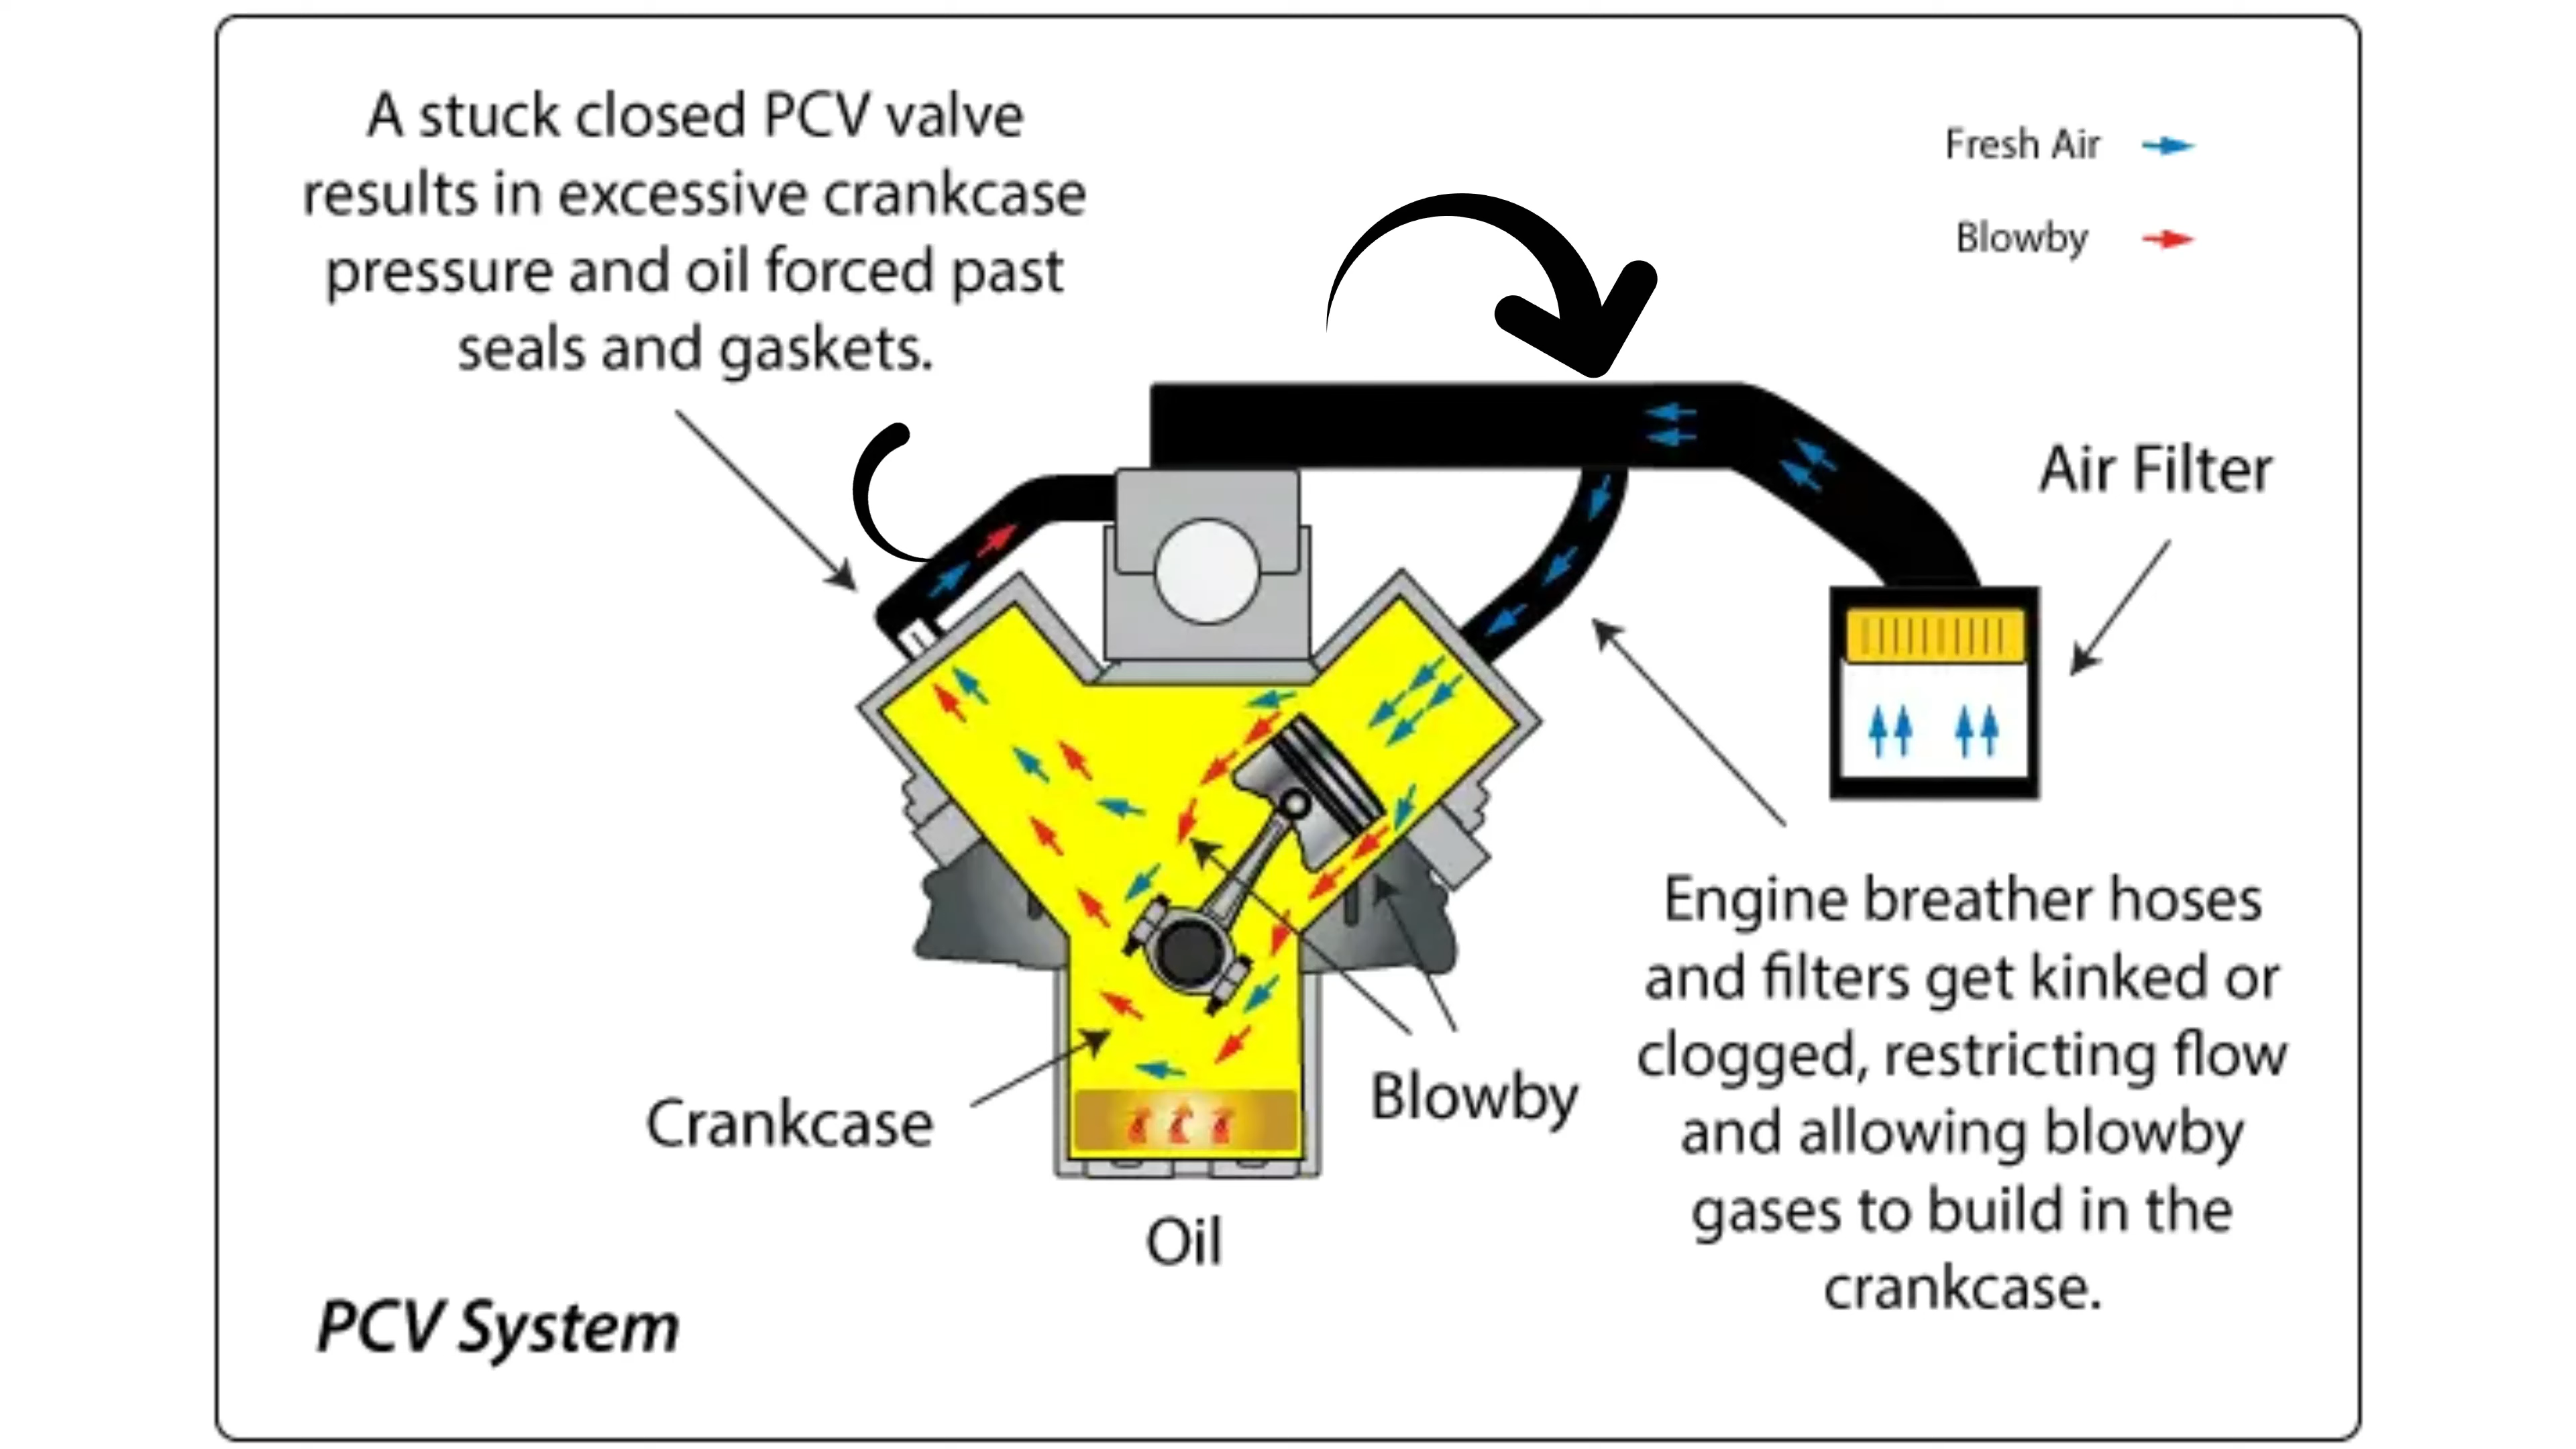 A stuck closed PCV valve
results in excessive crankcase
pressure and oil forced past
seals and gaskets.
Fresh Air
Blowby
Air Filter
Engine breather hoses
and filters get kinked or
clogged, restricting flow
and allowing blowby
gases to build in the
crankcase.
Blowby
Crankcase
Oil
PCV System